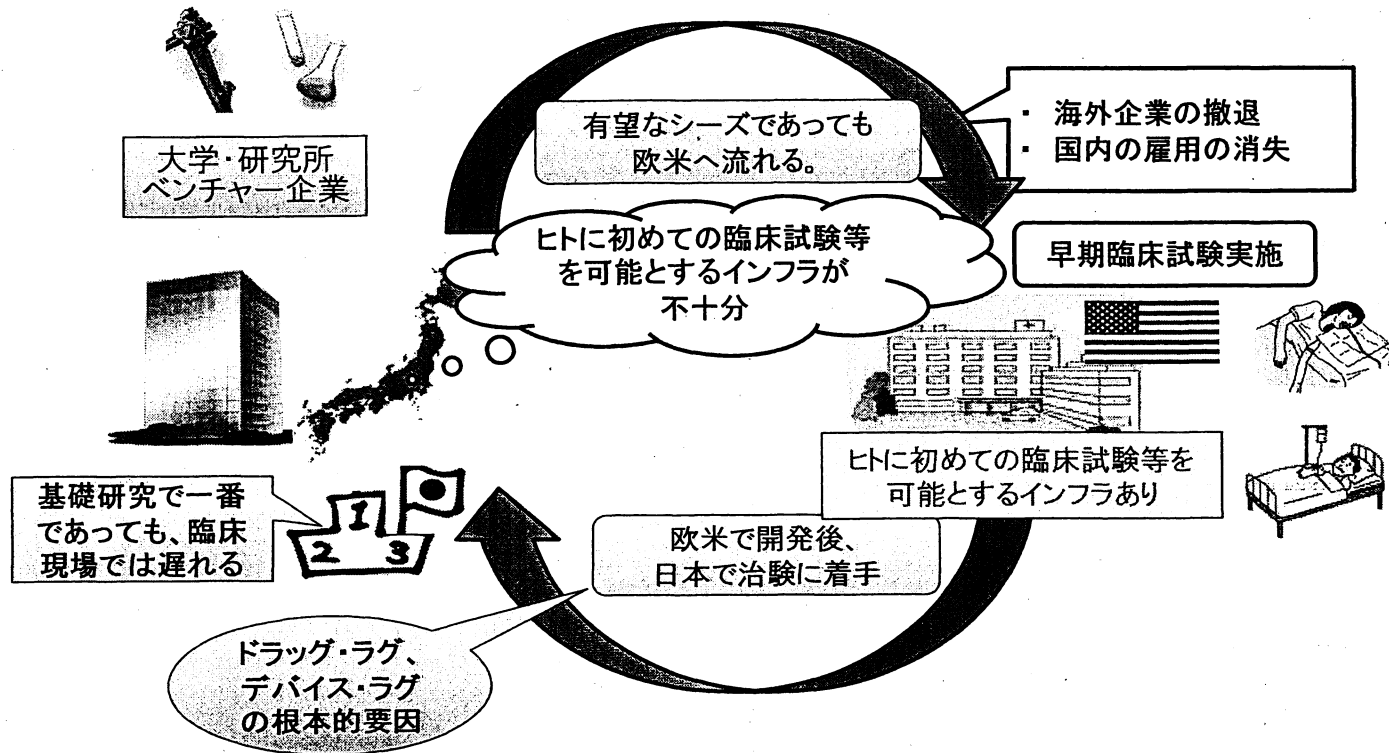 大学・研究所
ベンチャー企業
有望なシーズであっても
欧米へ流れる。
・ 海外企業の撤退
・ 国内の雇用の消失
ヒトに初めての臨床試験等
を可能とするインフラが
不十分
早期臨床試験実施
ヒトに初めての臨床試験等を
可能とするインフラあり
基礎研究で一番
であっても、臨床
現場では遅れる
1
2 3
欧米で開発後、
日本で治験に着手
ドラッグ・ラグ、
デバイス・ラグ
の根本的要因